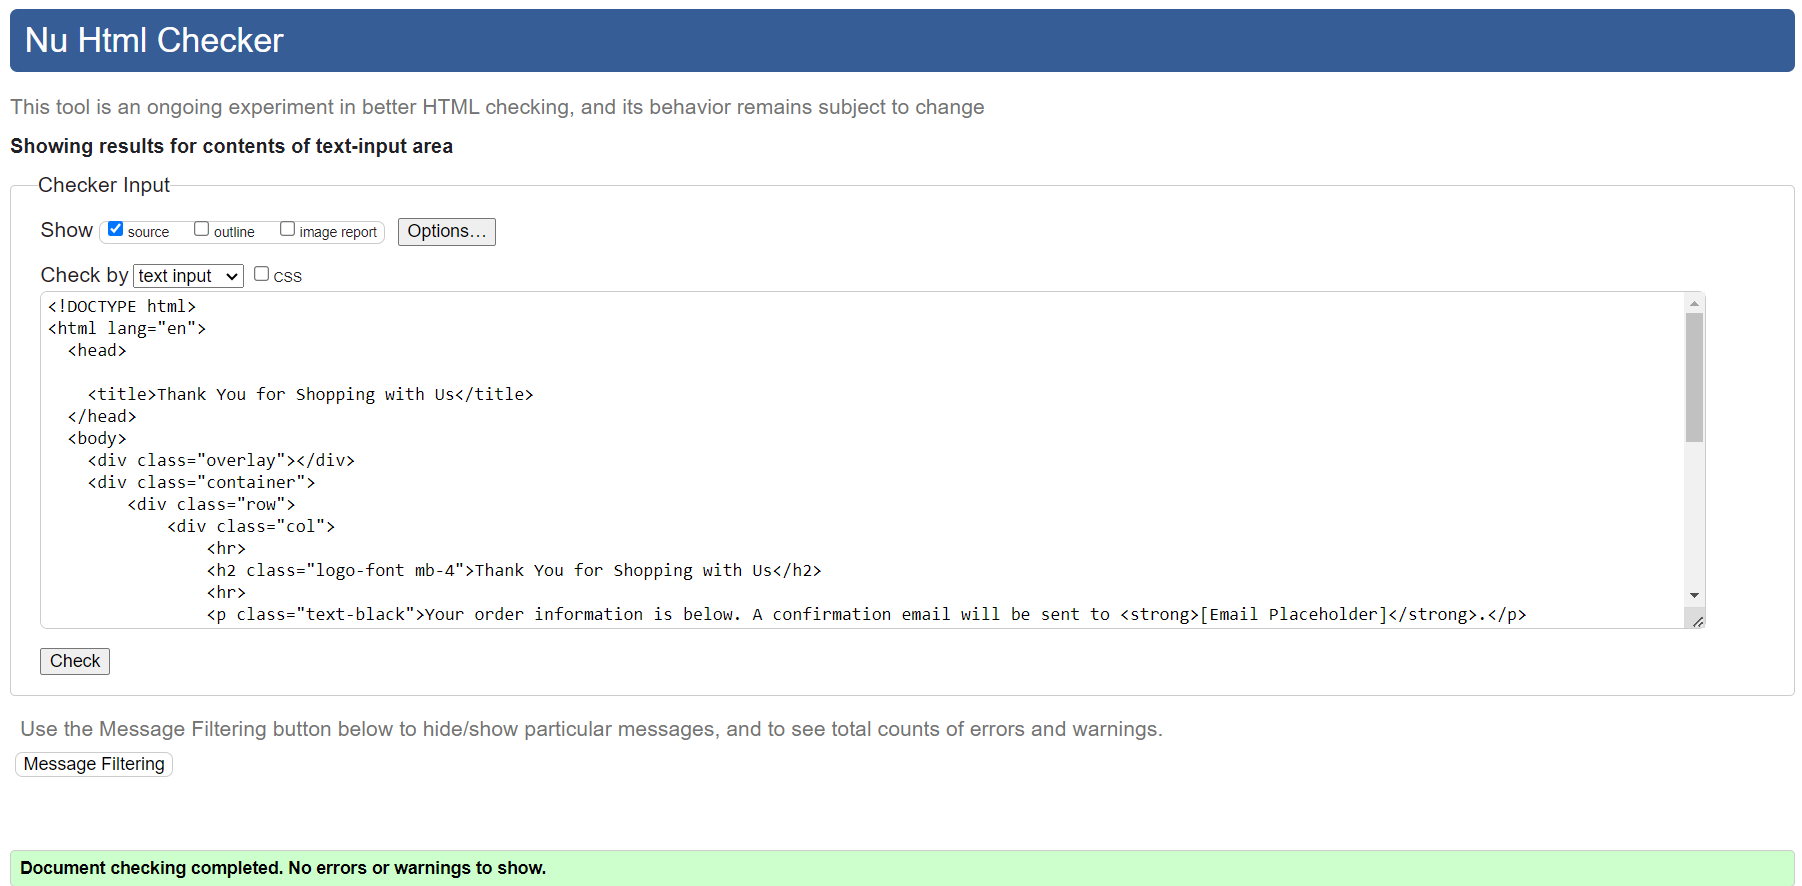 Nu Html Checker
This tool is an ongoing experiment in better HTML checking, and its behavior remains subject to change
Showing results for contents of text-input area
Checker Input
Show source outline image report Options...
Check by text input css
<!DOCTYPE html>
<html lang="en">
  <head>

    <title>Thank You for Shopping with Us</title>
  </head>
  <body>
    <div class="overlay"></div>
    <div class="container">
        <div class="row">
            <div class="col">
                <hr>
                <h2 class="logo-font mb-4">Thank You for Shopping with Us</h2>
                <hr>
                <p class="text-black">Your order information is below. A confirmation email will be sent to <strong>[Email Placeholder]</strong>.</p>
Check
Use the Message Filtering button below to hide/show particular messages, and to see total counts of errors and warnings.
Message Filtering
Document checking completed. No errors or warnings to show.